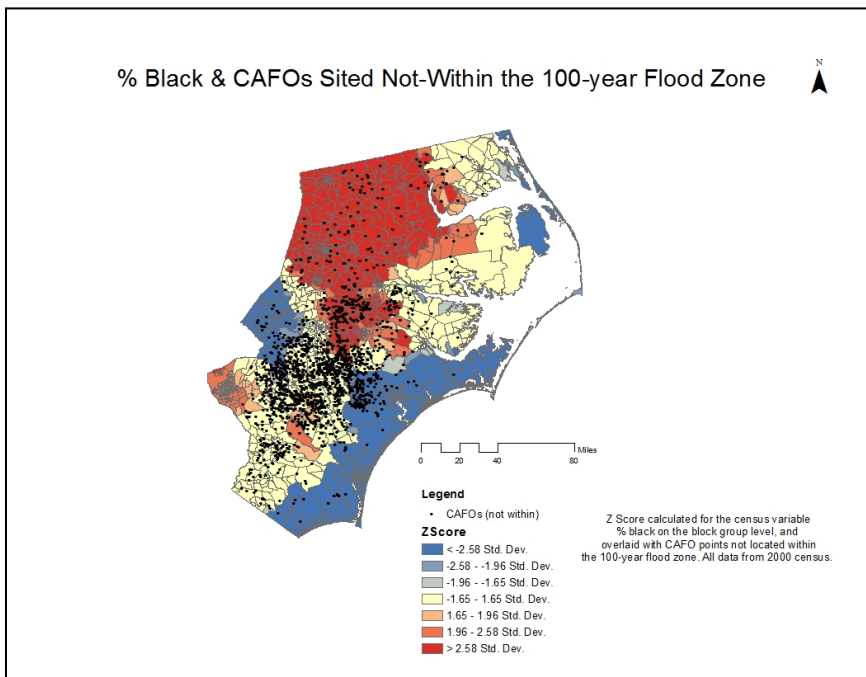 % Black & CAFOs Sited Not-Within the 100-year Flood Zone
N
0 20 40 80 Miles
Legend
CAFOs (not within)
ZScore
< -2.58 Std. Dev.
-2.58 - -1.96 Std. Dev.
-1.96 - -1.65 Std. Dev.
-1.65 - 1.65 Std. Dev.
1.65 - 1.96 Std. Dev.
1.96 - 2.58 Std. Dev.
> 2.58 Std. Dev.
Z Score calculated for the census variable
% black on the block group level, and
overlaid with CAFO points not located within
the 100-year flood zone. All data from 2000 census.